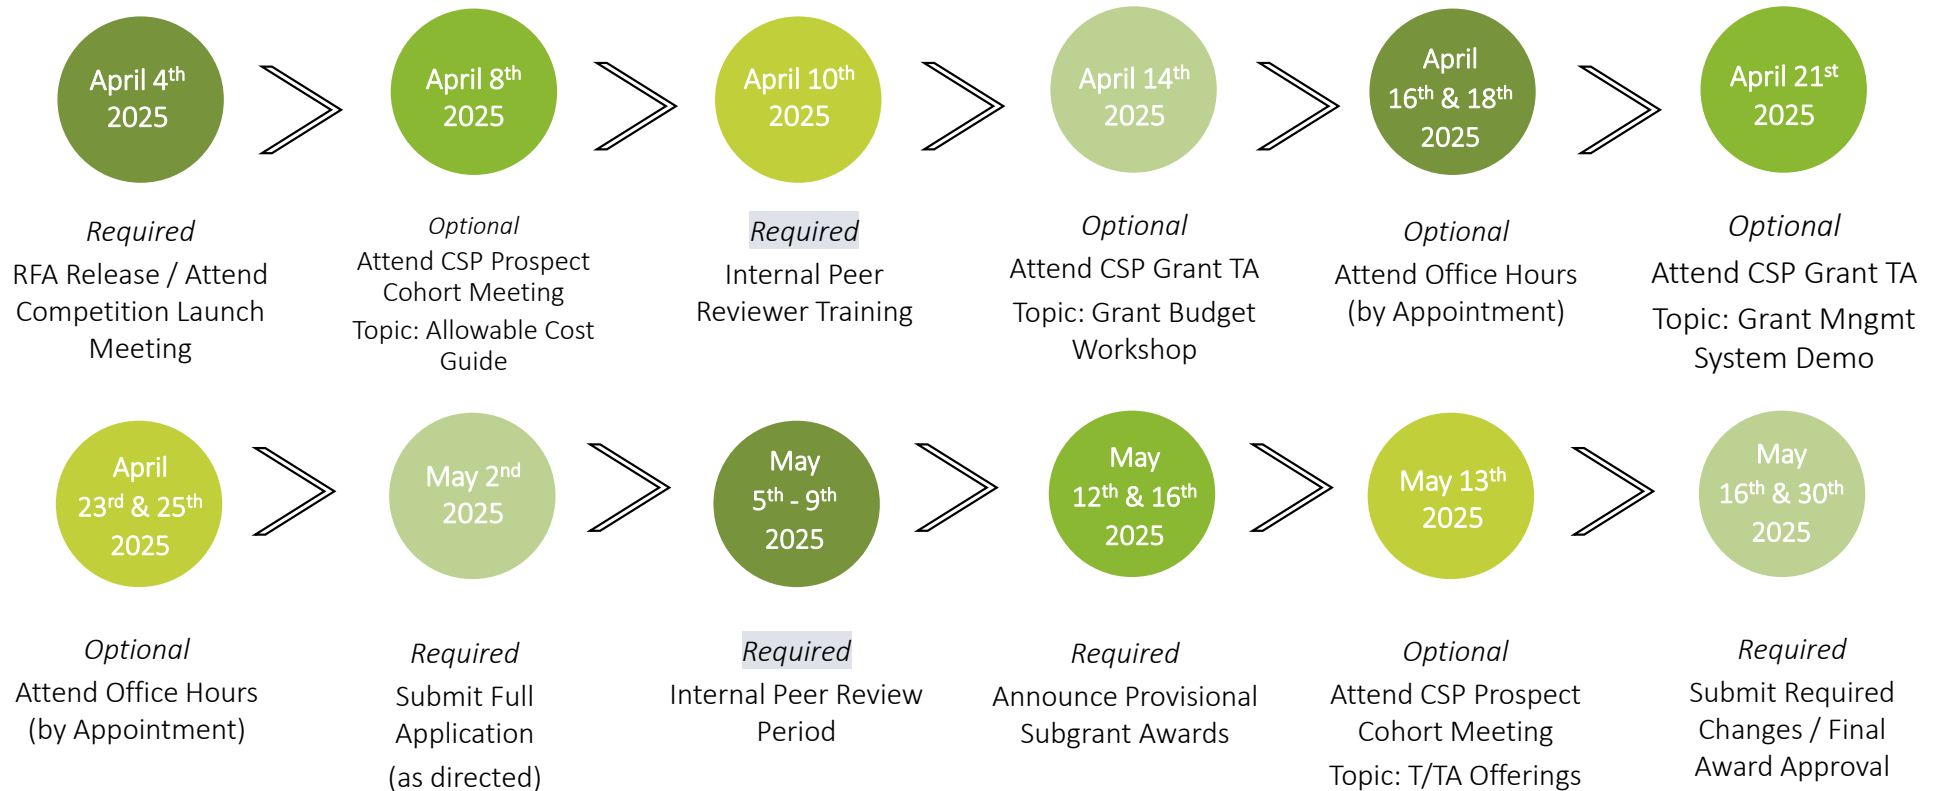 April 4th
2025
Required
RFA Release / Attend
Competition Launch
Meeting
April 8th
2025
Optional
Attend CSP Prospect
Cohort Meeting
Topic: Allowable Cost
Guide
April 10th
2025
Required
Internal Peer
Reviewer Training
April 14th
2025
Optional
Attend CSP Grant TA
Topic: Grant Budget
Workshop
April
16th & 18th
2025
Optional
Attend Office Hours
(by Appointment)
April 21st
2025
Optional
Attend CSP Grant TA
Topic: Grant Mngmt
System Demo
April
23rd & 25th
2025
Optional
Attend Office Hours
(by Appointment)
May 2nd
2025
Required
Submit Full
Application
(as directed)
May
5th - 9th
2025
Required
Internal Peer Review
Period
May
12th & 16th
2025
Required
Announce Provisional
Subgrant Awards
May 13th
2025
Optional
Attend CSP Prospect
Cohort Meeting
Topic: T/TA Offerings
May
16th & 30th
2025
Required
Submit Required
Changes / Final
Award Approval